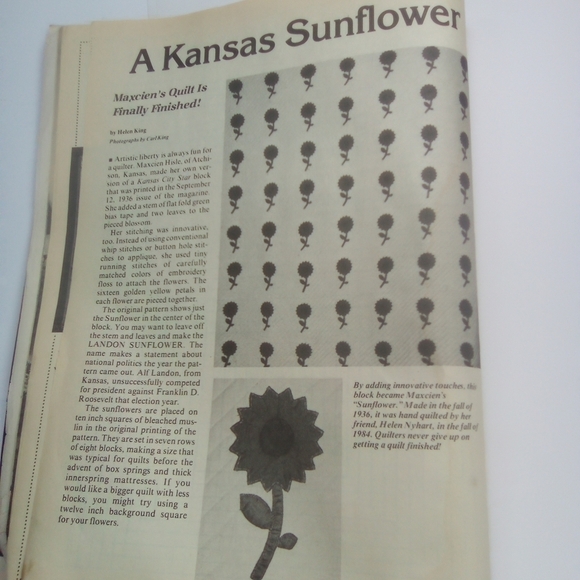 A Kansas Sunflower
Maxcien's Quilt Is
Finally Finished!
by Helen King
Photographs by Carl King
● Artistic liberty is always fun for
a quilter. Maxcien Hisle, of Atchi-
son, Kansas, made her own ver-
sion of a Kansas City Star block
that was printed in the September
12, 1936 issue of the magazine.
She added a stem of flat fold green
bias tape and two leaves to the
pieced blossom.
Her stitching was innovative,
too. Instead of using conventional
whip stitches or button hole stit-
ches to applique, she used tiny
running stitches of carefully
matched colors of embroidery
floss to attach the flowers. The
sixteen golden yellow petals in
each flower are pieced together.
The original pattern shows just
the Sunflower in the center of the
block. You may want to leave off
the stem and leaves and make the
LANDON SUNFLOWER. The
name makes a statement about
national politics the year the pat-
tern came out. Alf Landon, from
Kansas, unsuccessfully competed
for president against Franklin D.
Roosevelt that election year.
The sunflowers are placed on
ten inch squares of bleached mus-
lin in the original printing of the
pattern. They are set in seven rows
of eight blocks, making a size that
was typical for quilts before the
advent of box springs and thick
innerspring mattresses. If you
would like a bigger quilt with less
blocks, you might try using a
twelve inch background square
for your flowers.
By adding innovative touches, this
block became Maxcien's
"Sunflower." Made in the fall of
1936, it was hand quilted by her
friend, Helen Nyhart, in the fall of
1984. Quilters never give up on
getting a quilt finished!